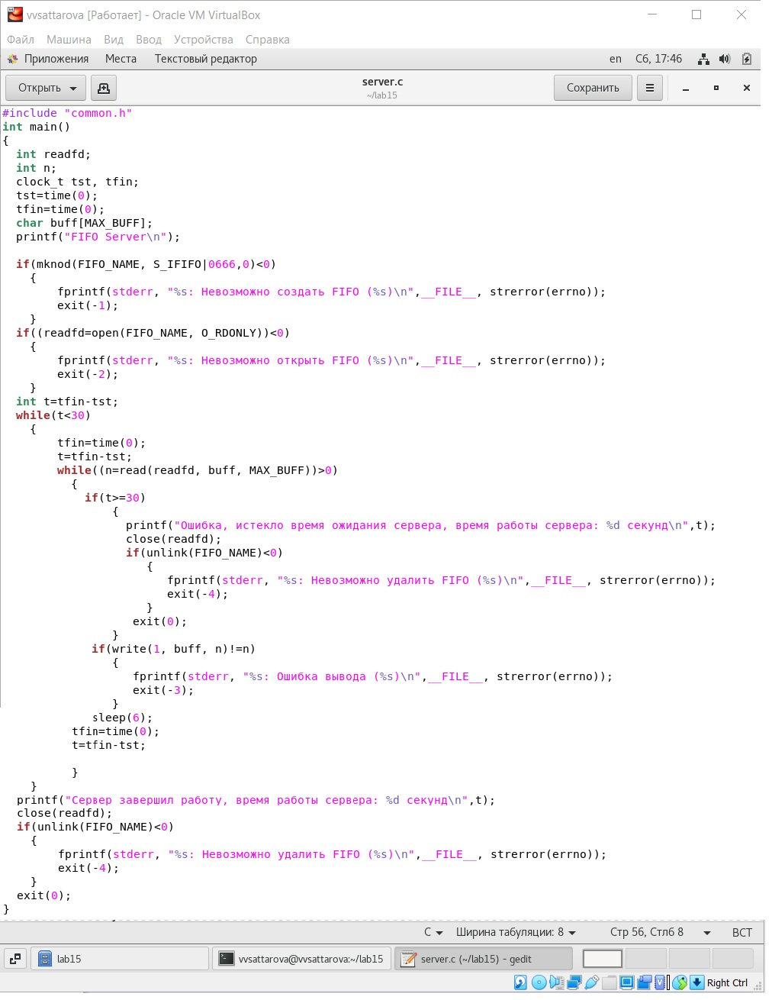 vvsattarova [Работает] - Oracle VM VirtualBox
Файл Машина Вид Ввод Устройства Справка
Приложения Места Текстовый редактор en Сб, 17:46
Открыть server.c Сохранить
~/lab15
#include "common.h"
int main()
{
  int readfd;
  int n;
  clock_t tst, tfin;
  tst=time(0);
  tfin=time(0);
  char buff[MAX_BUFF];
  printf("FIFO Server\n");
  if(mknod(FIFO_NAME, S_IFIFO|0666,0)<0)
    {
        fprintf(stderr, "%s: Невозможно создать FIFO (%s)\n",__FILE__, strerror(errno));
        exit(-1);
    }
  if((readfd=open(FIFO_NAME, O_RDONLY))<0)
    {
        fprintf(stderr, "%s: Невозможно открыть FIFO (%s)\n",__FILE__, strerror(errno));
        exit(-2);
    }
  int t=tfin-tst;
  while(t<30)
    {
        tfin=time(0);
        t=tfin-tst;
        while((n=read(readfd, buff, MAX_BUFF))>0)
          {
            if(t>=30)
                {
                  printf("Ошибка, истекло время ожидания сервера, время работы сервера: %d секунд\n",t);
                  close(readfd);
                  if(unlink(FIFO_NAME)<0)
                     {
                        fprintf(stderr, "%s: Невозможно удалить FIFO (%s)\n",__FILE__, strerror(errno));
                        exit(-4);
                     }
                   exit(0);
                }
             if(write(1, buff, n)!=n)
                {
                   fprintf(stderr, "%s: Ошибка вывода (%s)\n",__FILE__, strerror(errno));
                   exit(-3);
                }
             sleep(6);
          tfin=time(0);
          t=tfin-tst;
          }
    }
  printf("Сервер завершил работу, время работы сервера: %d секунд\n",t);
  close(readfd);
  if(unlink(FIFO_NAME)<0)
    {
        fprintf(stderr, "%s: Невозможно удалить FIFO (%s)\n",__FILE__, strerror(errno));
        exit(-4);
    }
  exit(0);
}
C Ширина табуляции: 8 Стр 56, Стлб 8 ВСТ
lab15 vvsattarova@vvsattarova:~/lab15 server.c (~/lab15) - gedit
Right Ctrl